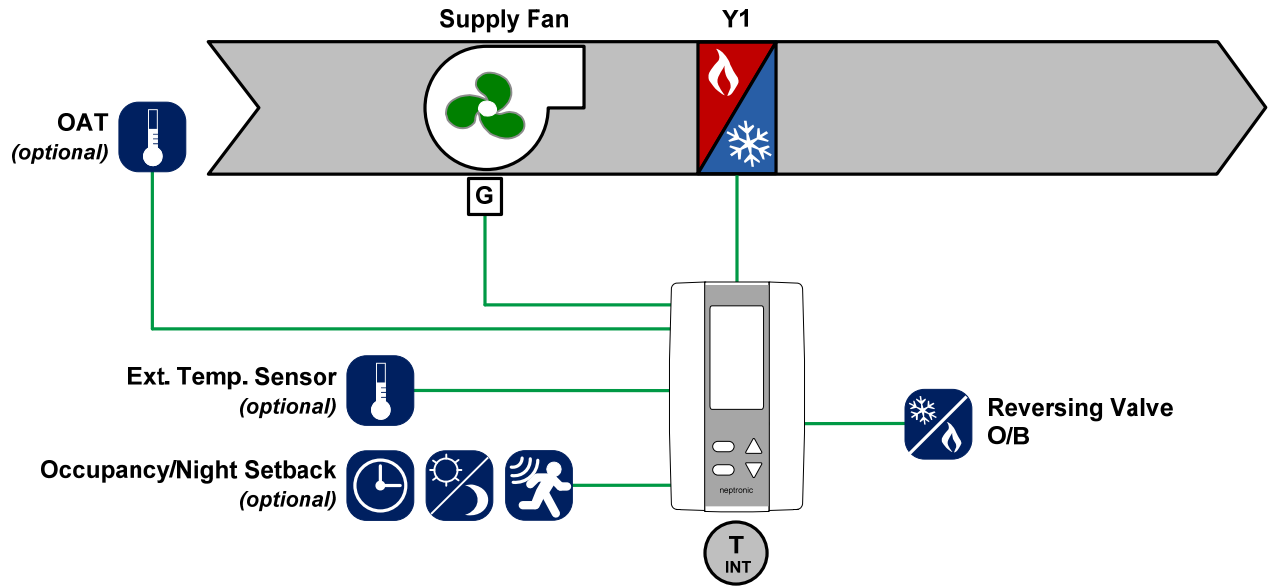 Supply Fan
Y1
OAT
(optional)
G
Ext. Temp. Sensor
(optional)
Reversing Valve
O/B
Occupancy/Night Setback
(optional)
neptronic
T
INT